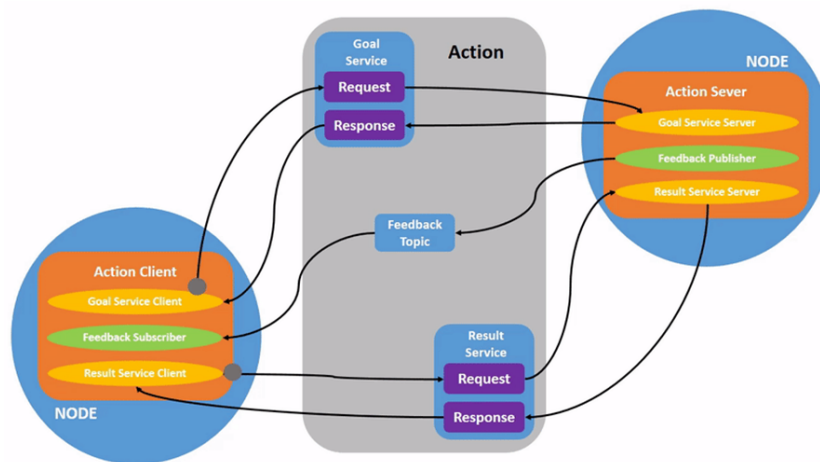 Goal
Service
Request
Response
Action
NODE
Action Sever
Goal Service Server
Feedback Publisher
Result Service Server
Feedback
Topic
Action Client
Goal Service Client
Feedback Subscriber
Result Service Client
NODE
Result
Service
Request
Response